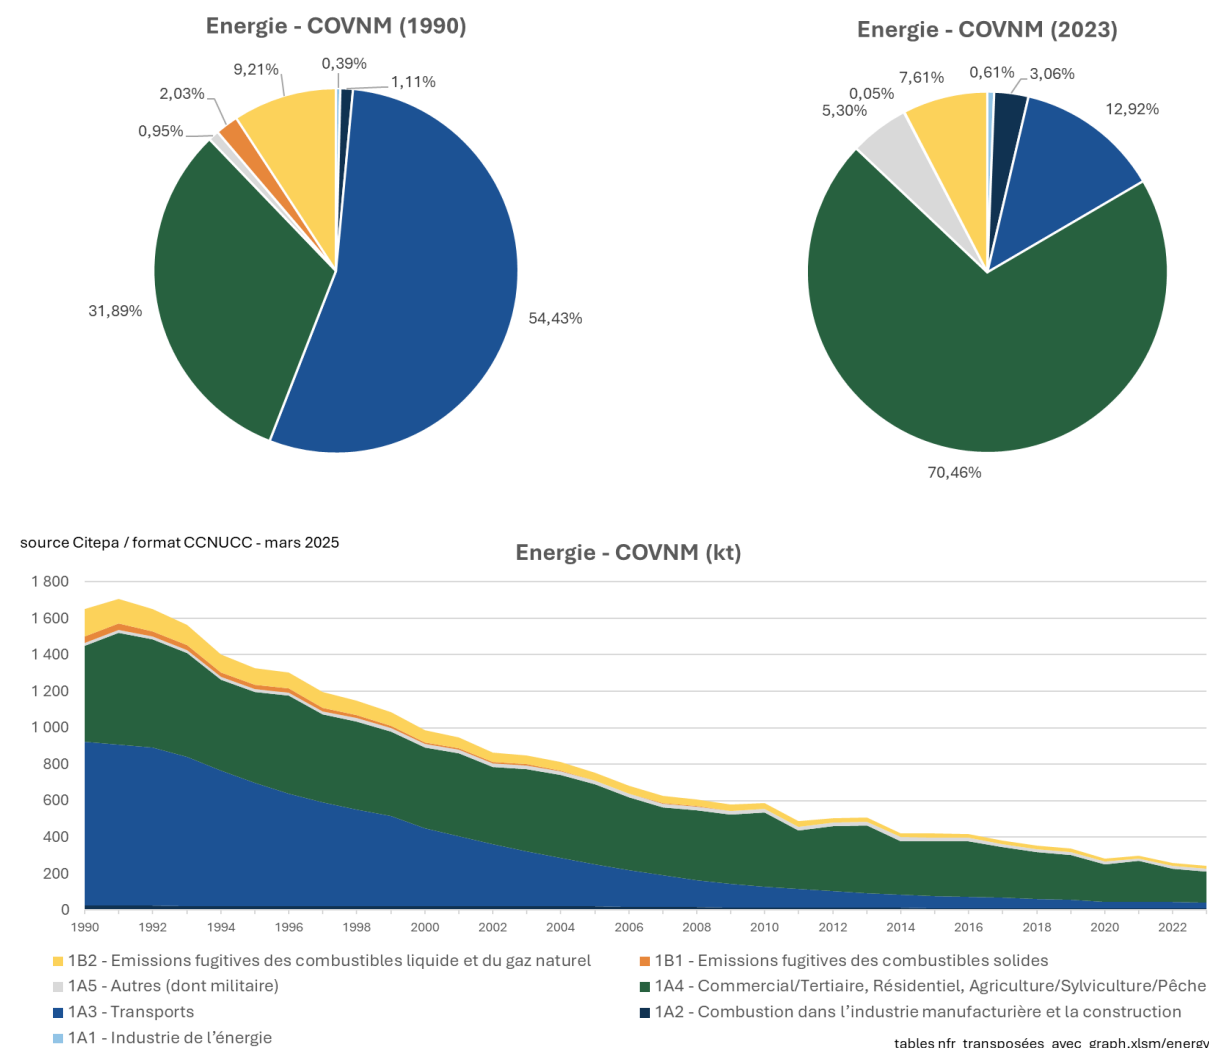 Energie - COVNM (1990)
Energie - COVNM (2023)
0,39%
1,11%
9,21%
2,03%
0,95%
31,89%
54,43%
0,61%
3,06%
7,61%
0,05%
5,30%
12,92%
70,46%
source Citepa / format CCNUCC - mars 2025
Energie - COVNM (kt)
1 800
1 600
1 400
1 200
1 000
800
600
400
200
0
1990 1992 1994 1996 1998 2000 2002 2004 2006 2008 2010 2012 2014 2016 2018 2020 2022
1B2 - Emissions fugitives des combustibles liquide et du gaz naturel
1B1 - Emissions fugitives des combustibles solides
1A5 - Autres (dont militaire)
1A4 - Commercial/Tertiaire, Résidentiel, Agriculture/Sylviculture/Pêche
1A3 - Transports
1A2 - Combustion dans l’industrie manufacturière et la construction
1A1 - Industrie de l’énergie
tables nfr_transposées_avec_graph.xlsm/energy